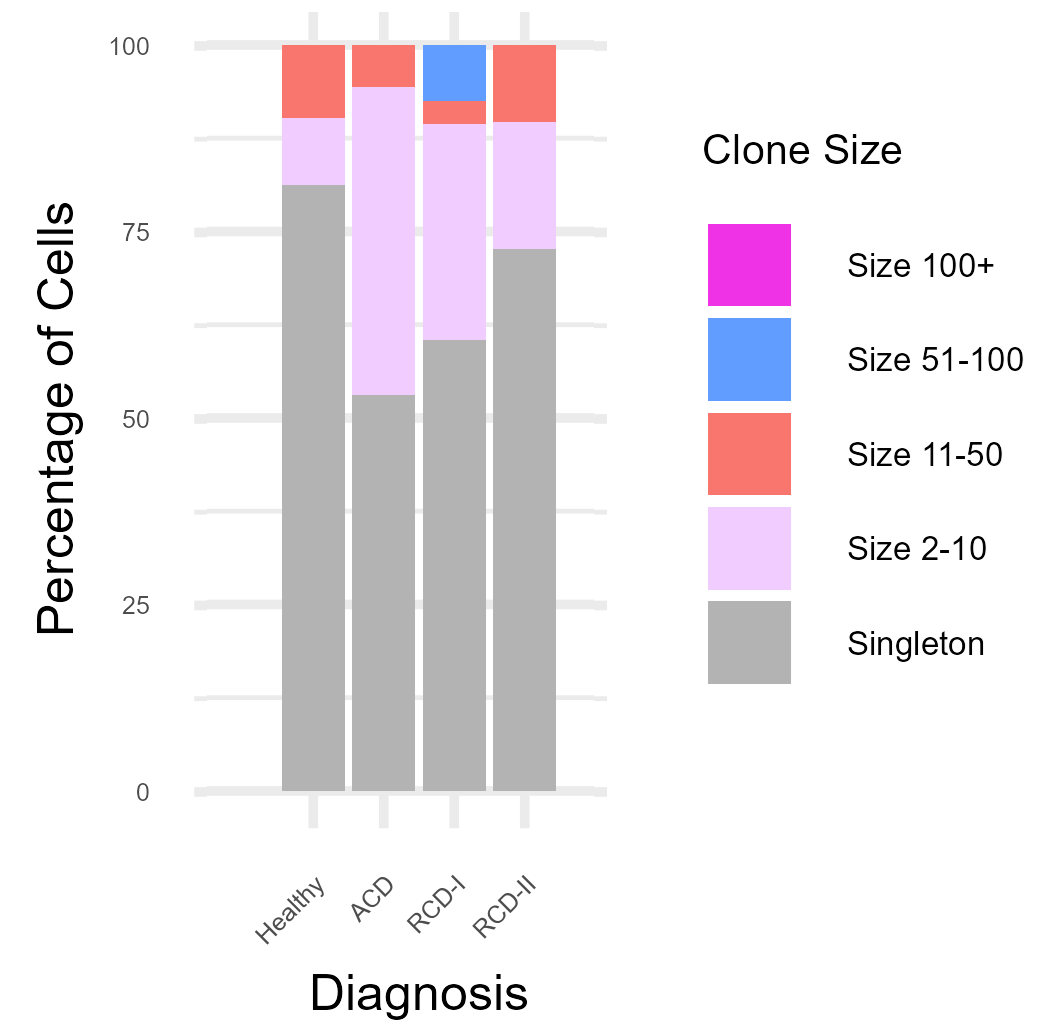 100
75
50
25
0
Percentage of Cells
Healthy
ACD
RCD-I
RCD-II
Diagnosis
Clone Size
Size 100+
Size 51-100
Size 11-50
Size 2-10
Singleton